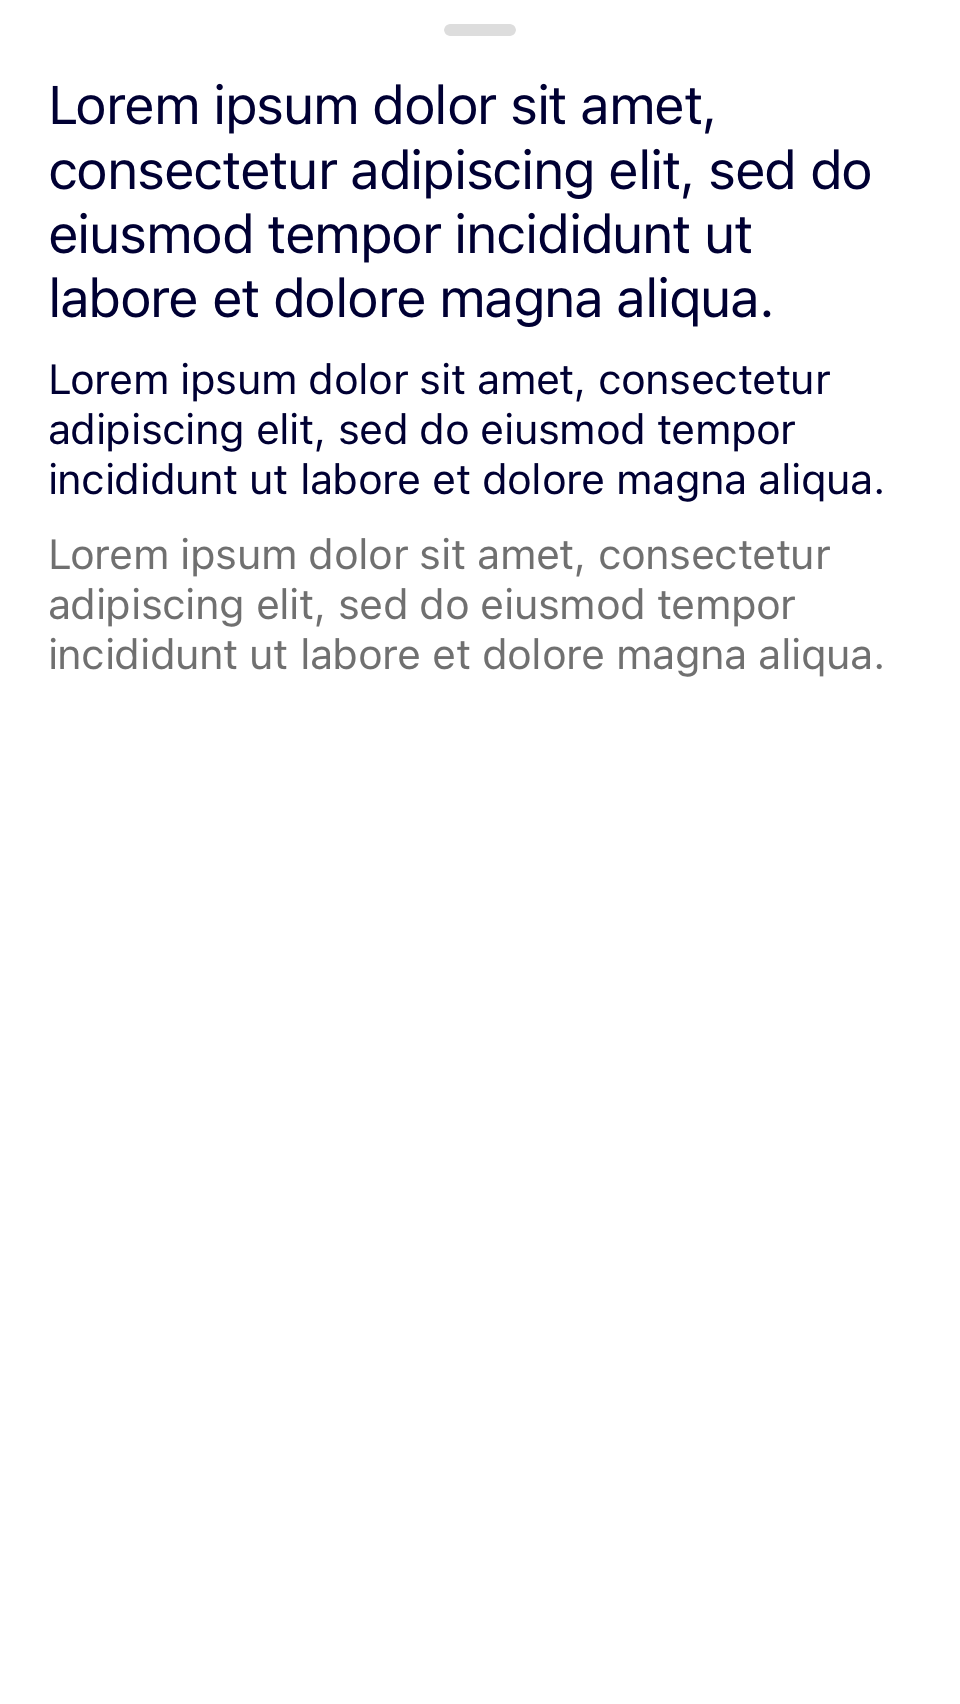 Lorem ipsum dolor sit amet,
consectetur adipiscing elit, sed do
eiusmod tempor incididunt ut
labore et dolore magna aliqua.
Lorem ipsum dolor sit amet, consectetur
adipiscing elit, sed do eiusmod tempor
incididunt ut labore et dolore magna aliqua.
Lorem ipsum dolor sit amet, consectetur
adipiscing elit, sed do eiusmod tempor
incididunt ut labore et dolore magna aliqua.